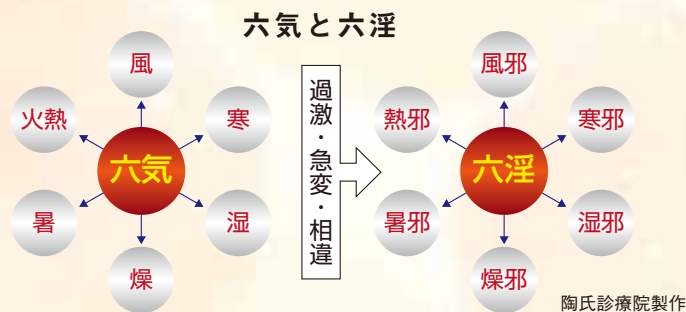 六気と六淫
風
火熱
寒
六気
暑
湿
燥
過激・急変・相違
風邪
熱邪
寒邪
六淫
暑邪
湿邪
燥邪
陶氏診療院製作